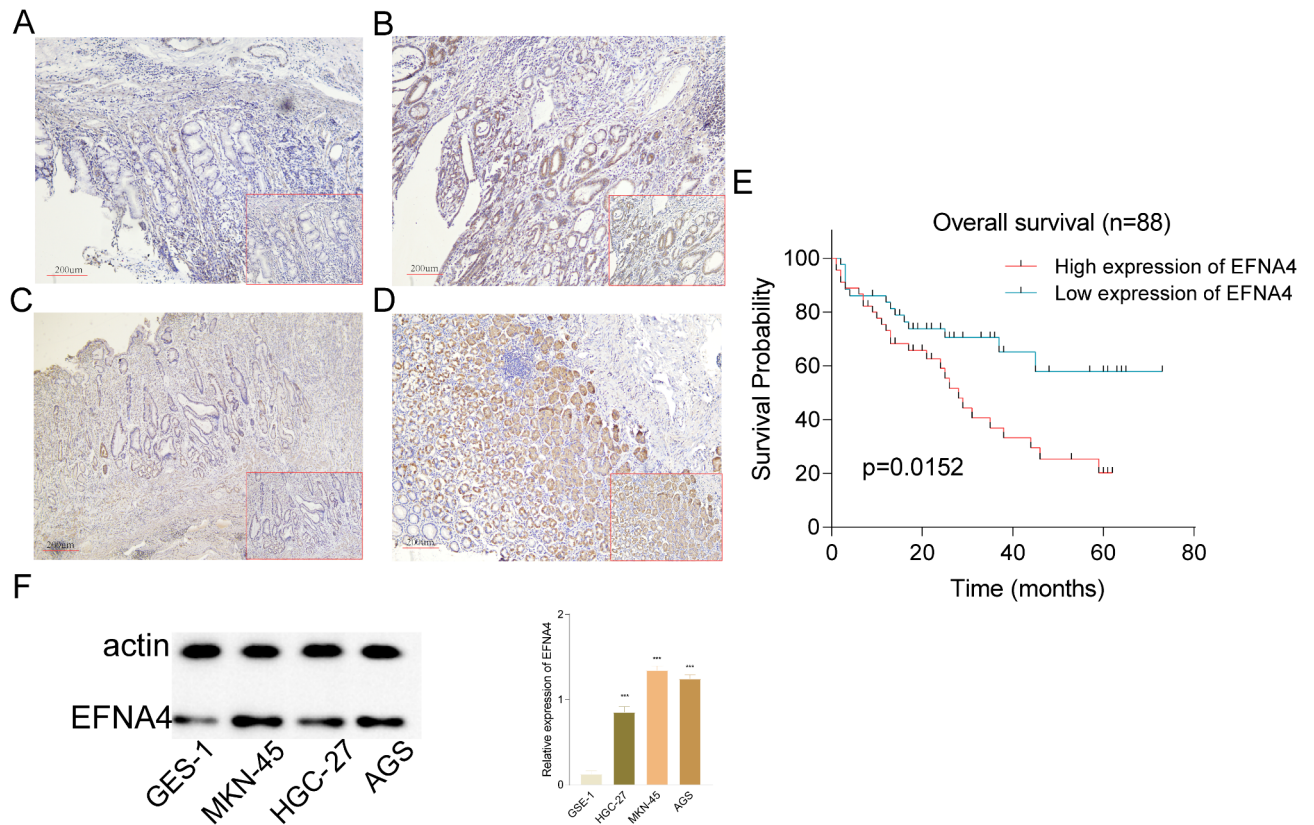 A
B
200um
200um
C
D
200um
200um
E
Overall survival (n=88)
High expression of EFNA4
Low expression of EFNA4
Survival Probability
100
80
60
40
20
0
p=0.0152
0 20 40 60 80
Time (months)
F
actin
EFNA4
GES-1 MKN-45 HGC-27 AGS
Relative expression of EFNA4
2
1
0
*** *** ***
GSE-1 HGC-27 MKN-45 AGS